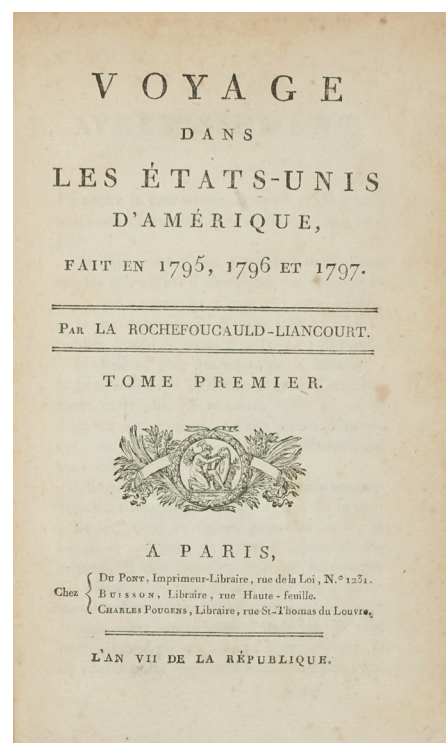 VOYAGE
DANS
LES ÉTATS-UNIS
D'AMÉRIQUE,
FAIT EN 1795, 1796 ET 1797.
PAR LA ROCHEFOUCAULD-LIANCOURT.
TOME PREMIER.
A PARIS,
Chez
DU PONT, Imprimeur-Libraire, rue de la Loi, N.º 1231.
BUISSON, Libraire, rue Haute-feuille.
CHARLES POUGENS, Libraire, rue St-Thomas du Louvre.
L'AN VII DE LA RÉPUBLIQUE.